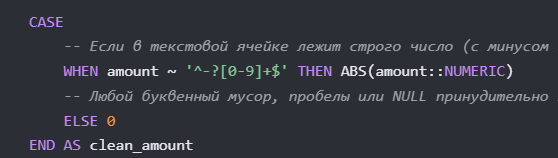 CASE
-- Если в текстовой ячейке лежит строго число (с минусом
WHEN amount ~ '^-?[0-9]+$' THEN ABS(amount::NUMERIC)
-- Любой буквенный мусор, пробелы или NULL принудительно
ELSE 0
END AS clean_amount